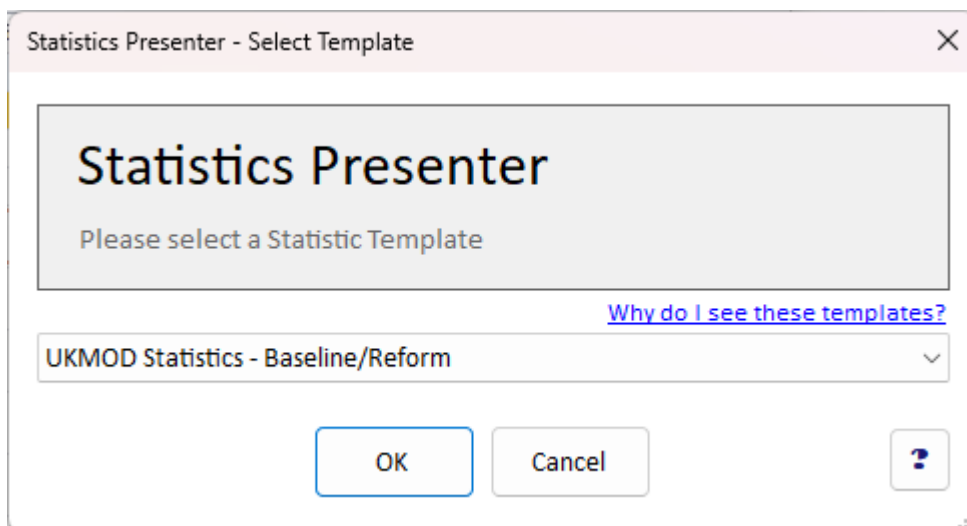 Statistics Presenter - Select Template
Statistics Presenter
Please select a Statistic Template
Why do I see these templates?
UKMOD Statistics - Baseline/Reform
OK
Cancel
?